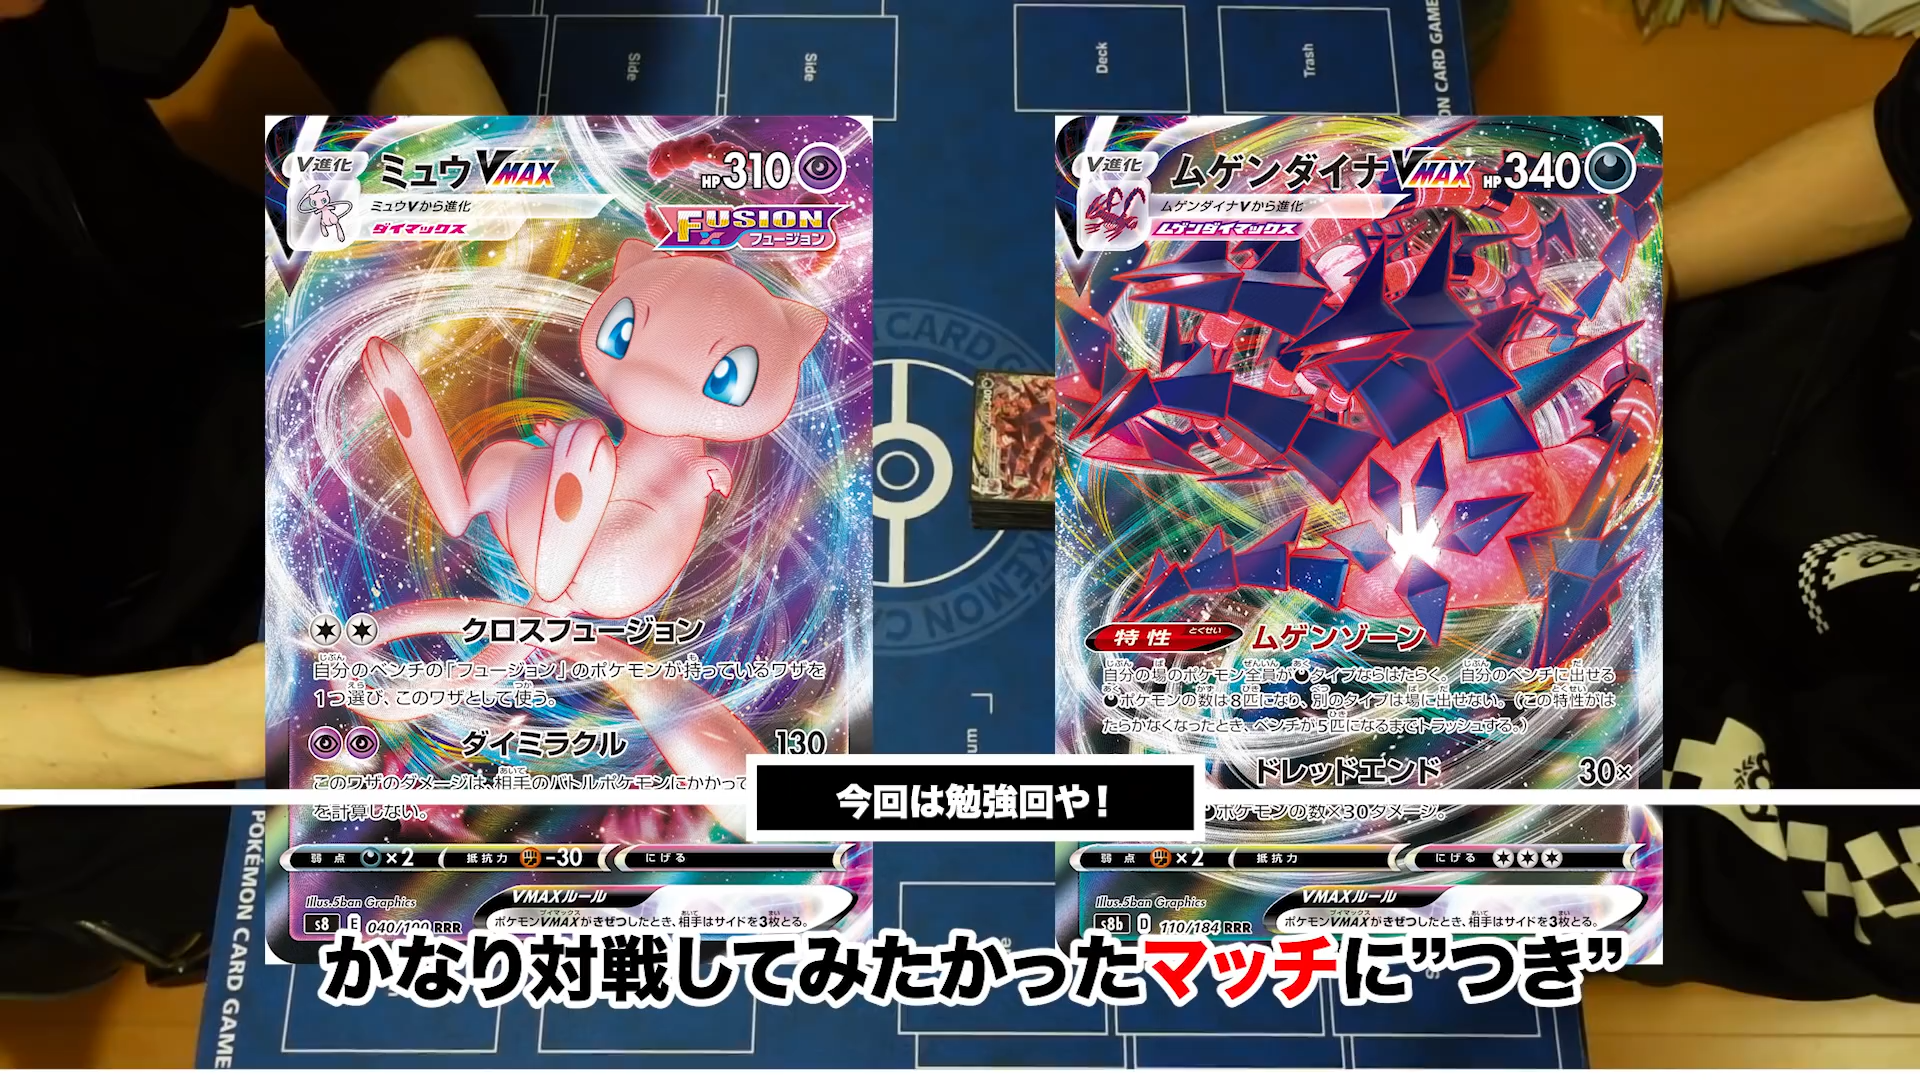 Side
Side
Deck
Trash
POKÉMON CARD GAME
V進化
ミュウVMAX
HP310
ミュウVから進化
ダイマックス
FUSION
フュージョン
クロスフュージョン
自分のベンチの「フュージョン」のポケモンが持っているワザを
1つ選び、このワザとして使う。
ダイミラクル 130
このワザのダメージは、相手のバトルポケモンにかかって
を計算しない。
弱点 ×2 抵抗力 -30 にげる
Illus.5ban Graphics
VMAXルール
ポケモンVMAXがきぜつしたとき、相手はサイドを3枚とる。
s8 E 040/100 RRR
V進化
ムゲンダイナVMAX
HP340
ムゲンダイナVから進化
ムゲンダイマックス
特性 ムゲンゾーン
自分の場のポケモン全員がタイプならはたらく。自分のベンチに出せる
ポケモンの数は8匹になり、別のタイプは場に出せない。（この特性がは
たらかなくなったとき、ベンチが5匹になるまでトラッシュする。）
ドレッドエンド 30×
ポケモンの数×30ダメージ。
弱点 ×2 抵抗力 にげる
Illus.5ban Graphics
VMAXルール
ポケモンVMAXがきぜつしたとき、相手はサイドを3枚とる。
s8b D 110/184 RRR
今回は勉強回や！
かなり対戦してみたかったマッチに”つき”
POKÉMON CARD GAME